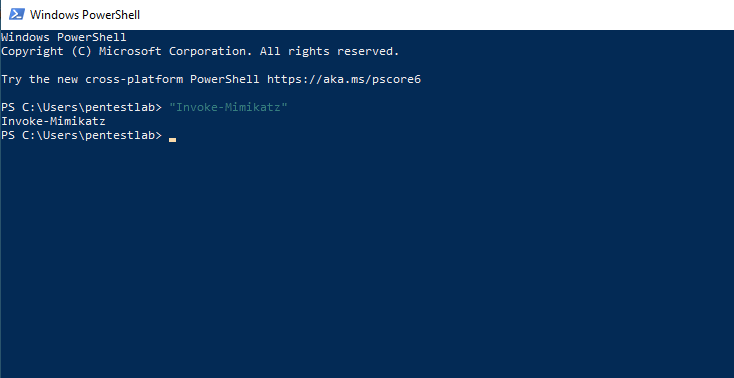 Windows PowerShell
Windows PowerShell
Copyright (C) Microsoft Corporation. All rights reserved.
Try the new cross-platform PowerShell https://aka.ms/pscore6
PS C:\Users\pentestlab> "Invoke-Mimikatz"
Invoke-Mimikatz
PS C:\Users\pentestlab>